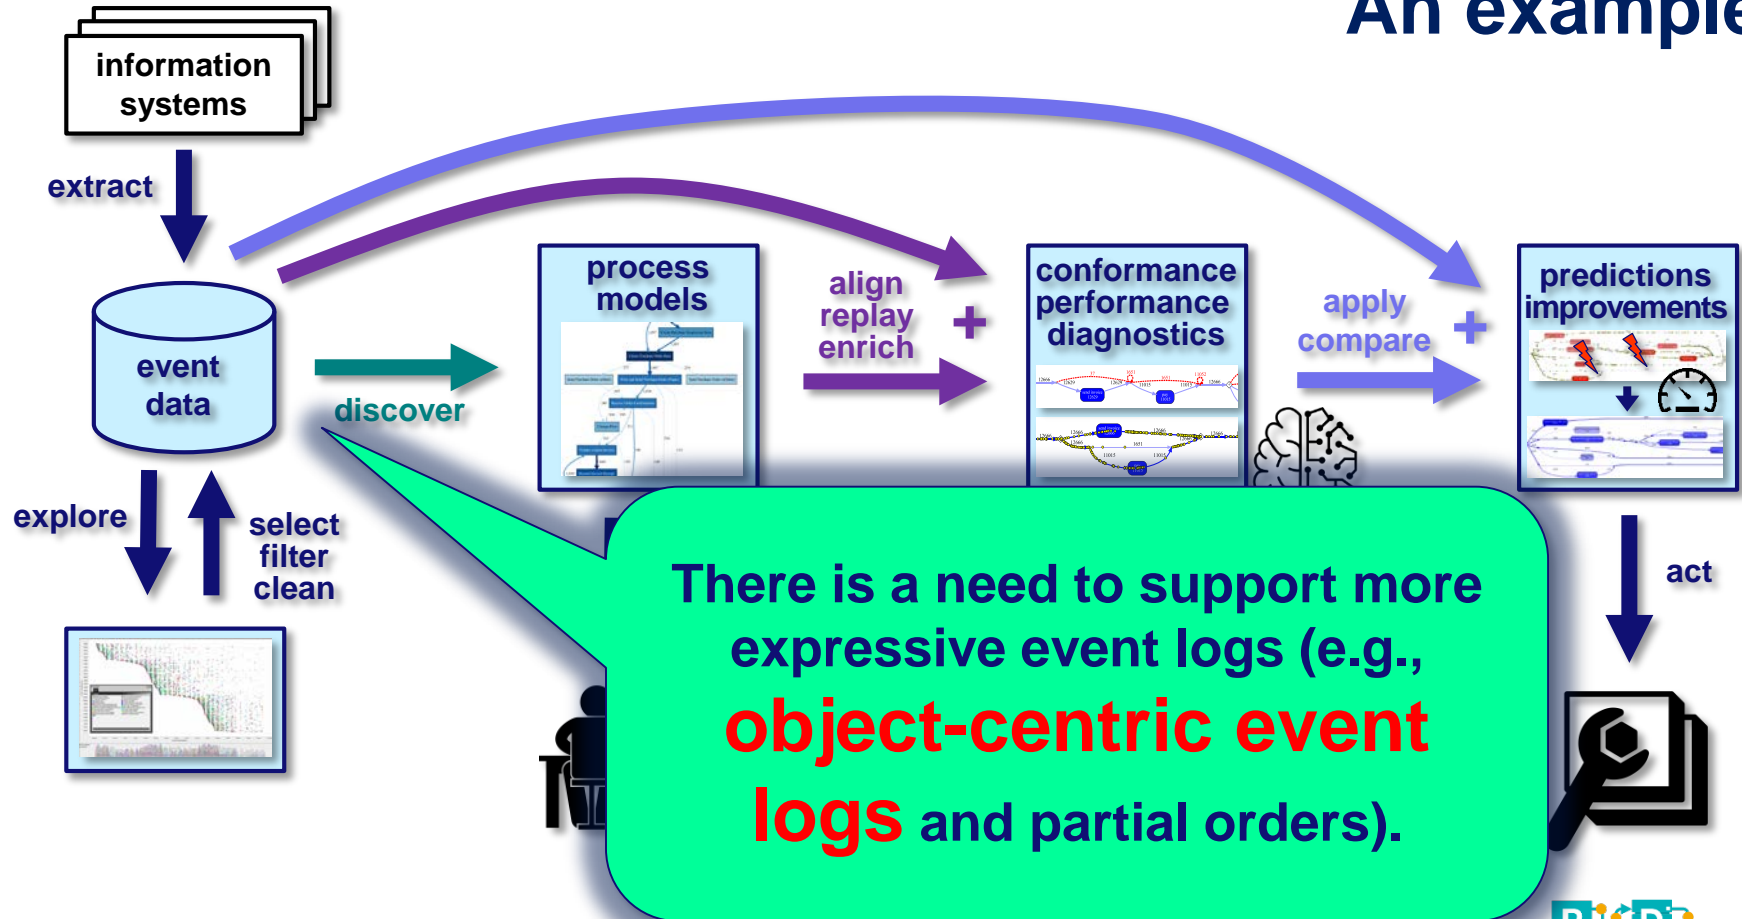 An example
information
systems
extract
event
data
discover
explore
select
filter
clean
process
models
align
replay
enrich
+
conformance
performance
diagnostics
apply
compare
+
predictions
improvements
act
There is a need to support more
expressive event logs (e.g.,
object-centric event
logs and partial orders).